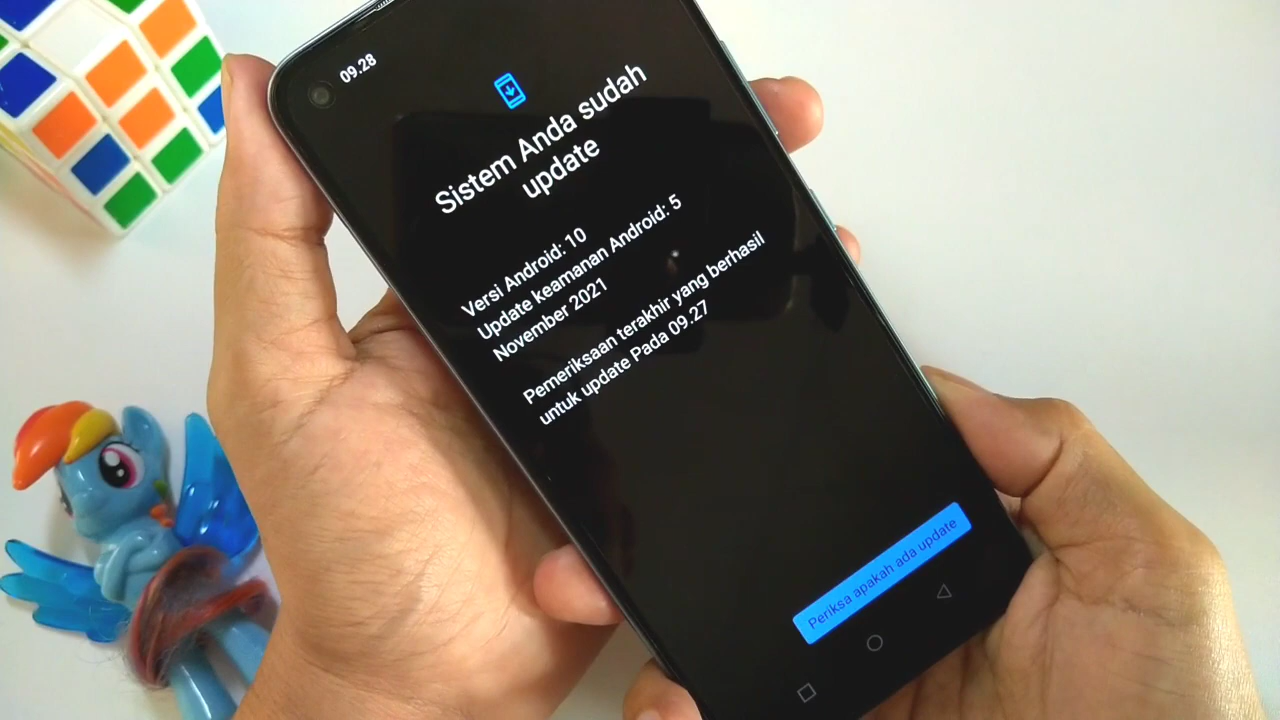 09.28
Sistem Anda sudah
update
Versi Android: 10
Update keamanan Android: 5
November 2021
Pemeriksaan terakhir yang berhasil
untuk update Pada 09.27
Periksa apakah ada update